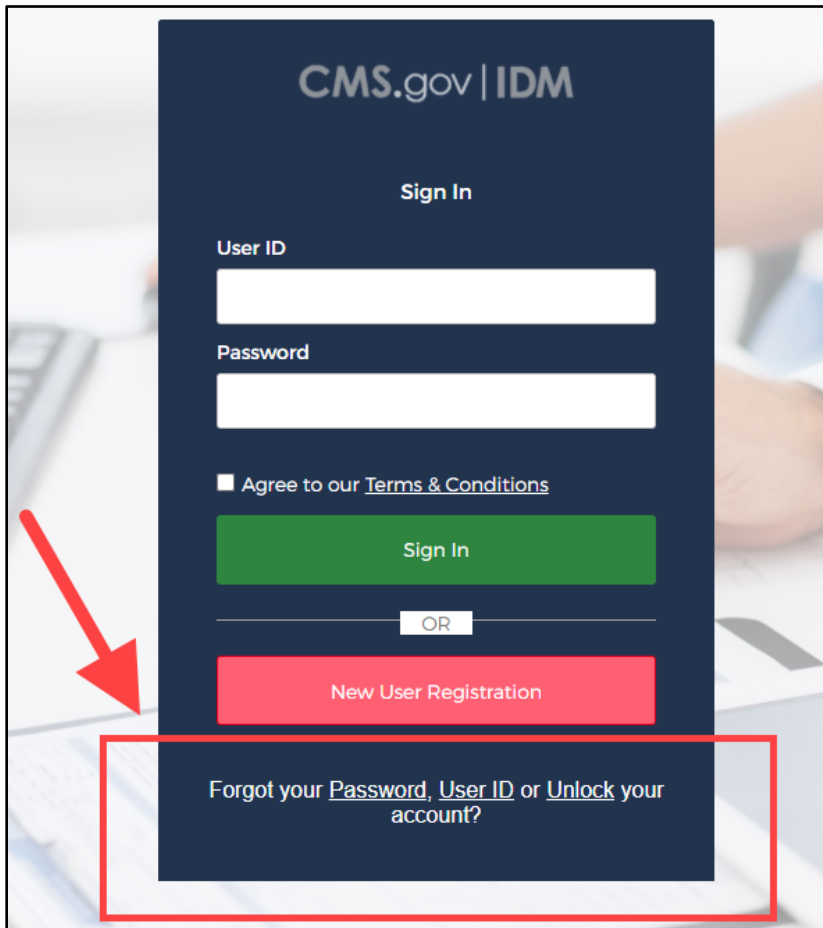 CMS.gov | IDM
Sign In
User ID
Password
Agree to our Terms & Conditions
Sign In
OR
New User Registration
Forgot your Password, User ID or Unlock your
account?